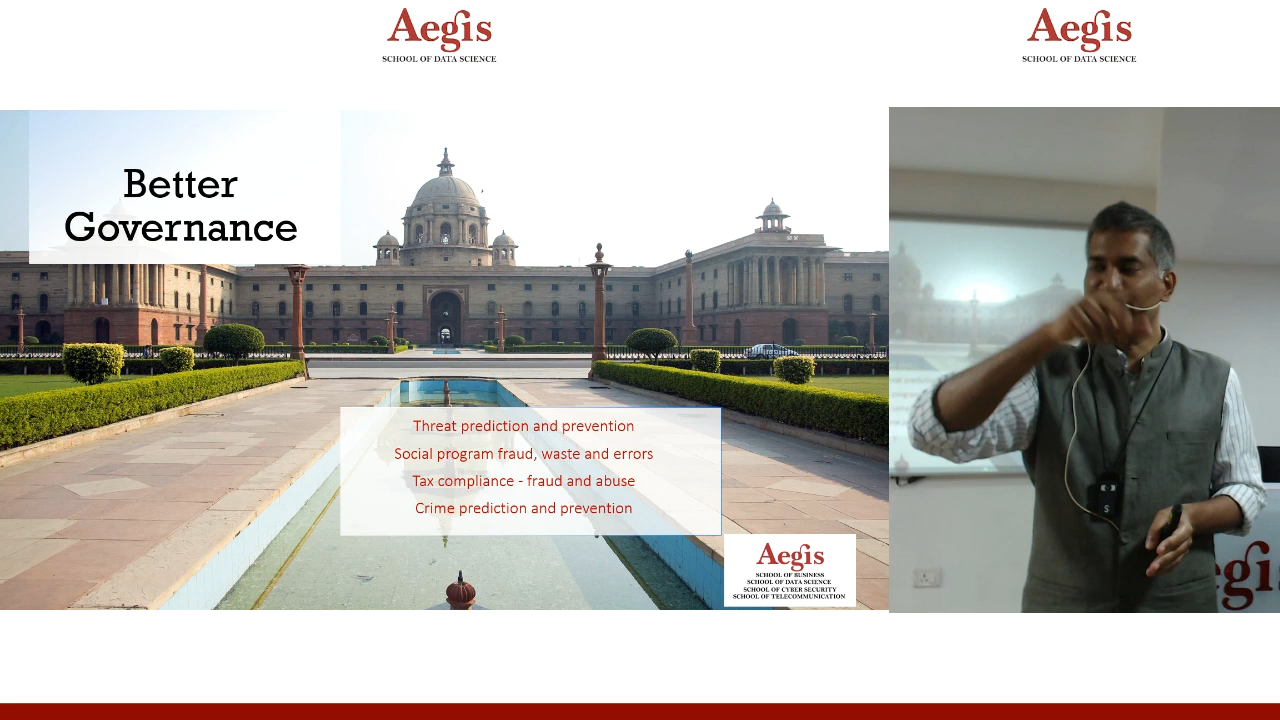 Aegis
SCHOOL OF DATA SCIENCE
Aegis
SCHOOL OF DATA SCIENCE
Better
Governance
Threat prediction and prevention
Social program fraud, waste and errors
Tax compliance - fraud and abuse
Crime prediction and prevention
Aegis
SCHOOL OF BUSINESS
SCHOOL OF DATA SCIENCE
SCHOOL OF CYBER SECURITY
SCHOOL OF TELECOMMUNICATION
S